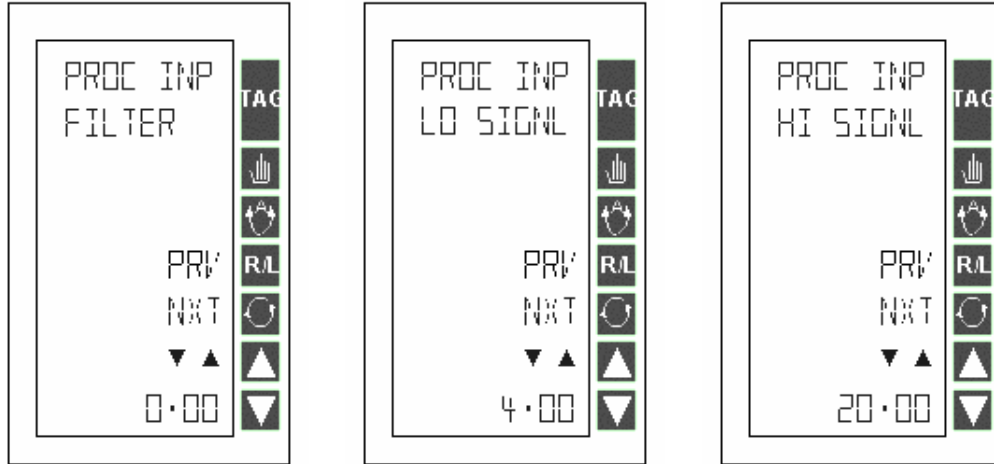 PROC INP
FILTER
TAG
PRV
R/L
NXT
0.00
PROC INP
LO SIGNL
TAG
PRV
R/L
NXT
4.00
PROC INP
HI SIGNL
TAG
PRV
R/L
NXT
20.00